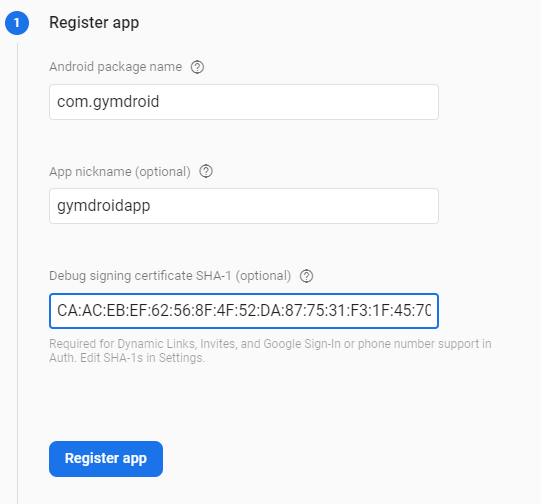 1 Register app
Android package name ?
com.gymdroid
App nickname (optional) ?
gymdroidapp
Debug signing certificate SHA-1 (optional) ?
CA:AC:EB:EF:62:56:8F:4F:52:DA:87:75:31:F3:1F:45:70
Required for Dynamic Links, Invites, and Google Sign-In or phone number support in
Auth. Edit SHA-1s in Settings.
Register app